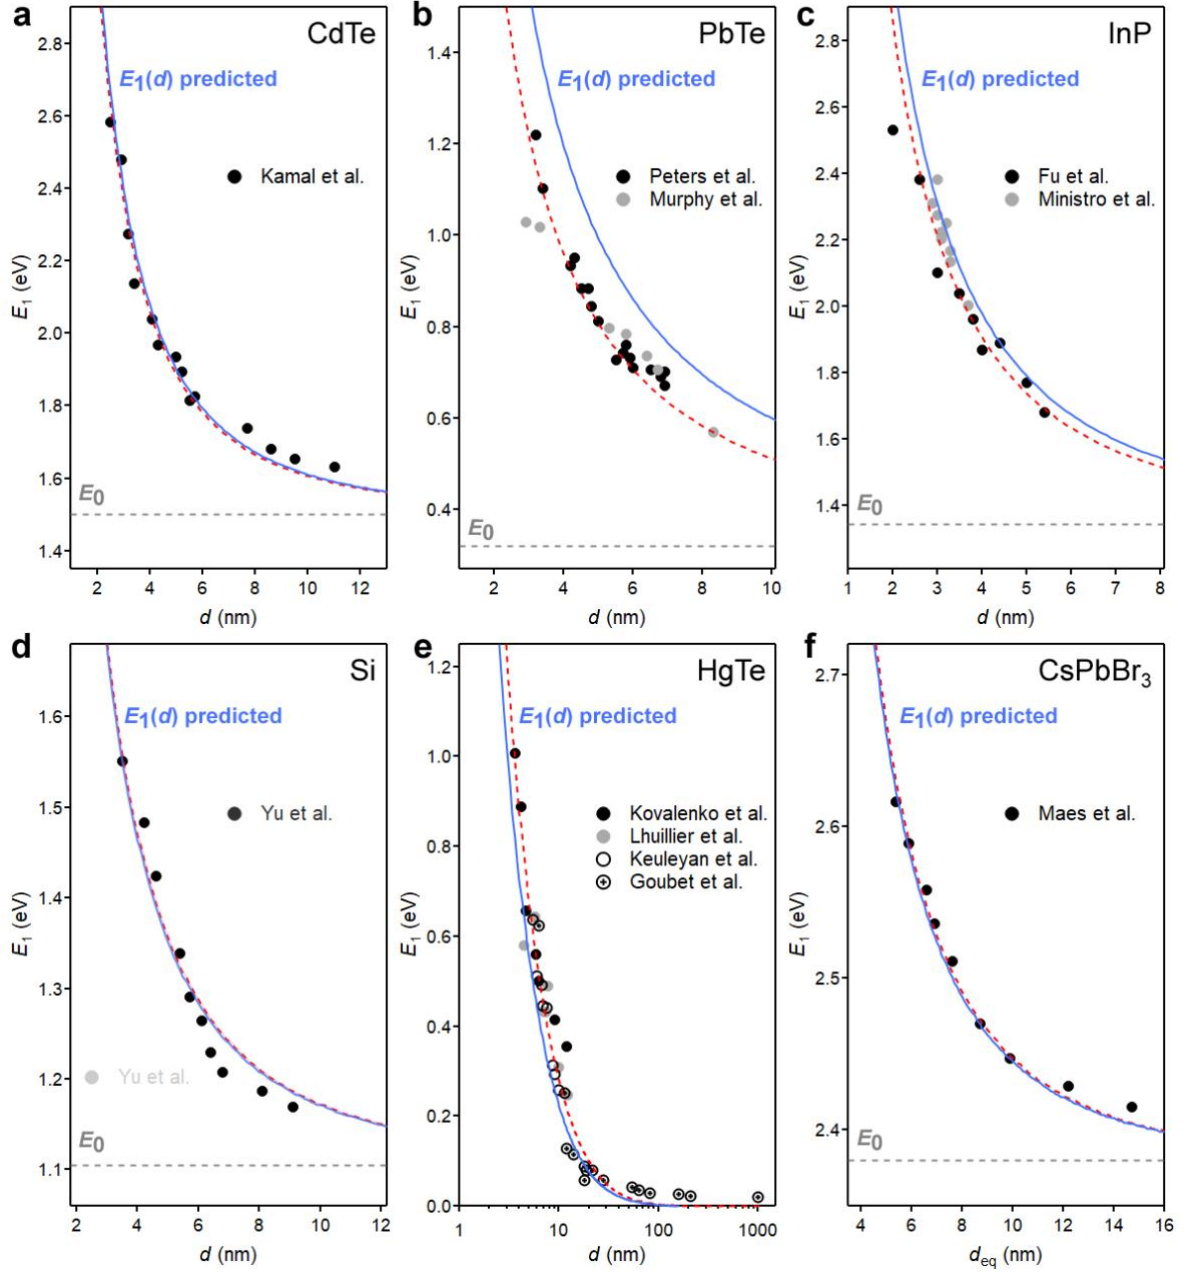 a
CdTe
E1(d) predicted
Kamal et al.
E0
E1 (eV)
2.8
2.6
2.4
2.2
2.0
1.8
1.6
1.4
2 4 6 8 10 12
d (nm)
b
PbTe
E1(d) predicted
Peters et al.
Murphy et al.
E0
E1 (eV)
1.4
1.2
1.0
0.8
0.6
0.4
2 4 6 8 10
d (nm)
c
InP
E1(d) predicted
Fu et al.
Ministro et al.
E0
E1 (eV)
2.8
2.6
2.4
2.2
2.0
1.8
1.6
1.4
1 2 3 4 5 6 7 8
d (nm)
d
Si
E1(d) predicted
Yu et al.
Yu et al.
E0
E1 (eV)
1.6
1.5
1.4
1.3
1.2
1.1
2 4 6 8 10 12
d (nm)
e
HgTe
E1(d) predicted
Kovalenko et al.
Lhuillier et al.
Keuleyan et al.
Goubet et al.
E1 (eV)
1.2
1.0
0.8
0.6
0.4
0.2
0.0
1 10 100 1000
d (nm)
f
CsPbBr3
E1(d) predicted
Maes et al.
E0
E1 (eV)
2.7
2.6
2.5
2.4
4 6 8 10 12 14 16
deq (nm)